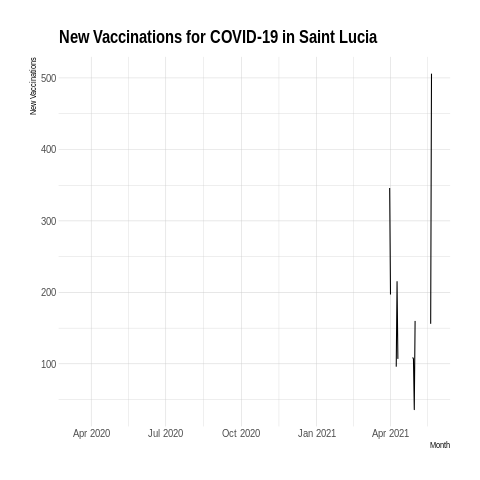 New Vaccinations for COVID-19 in Saint Lucia
New Vaccinations
500
400
300
200
100
Apr 2020 Jul 2020 Oct 2020 Jan 2021 Apr 2021
Month